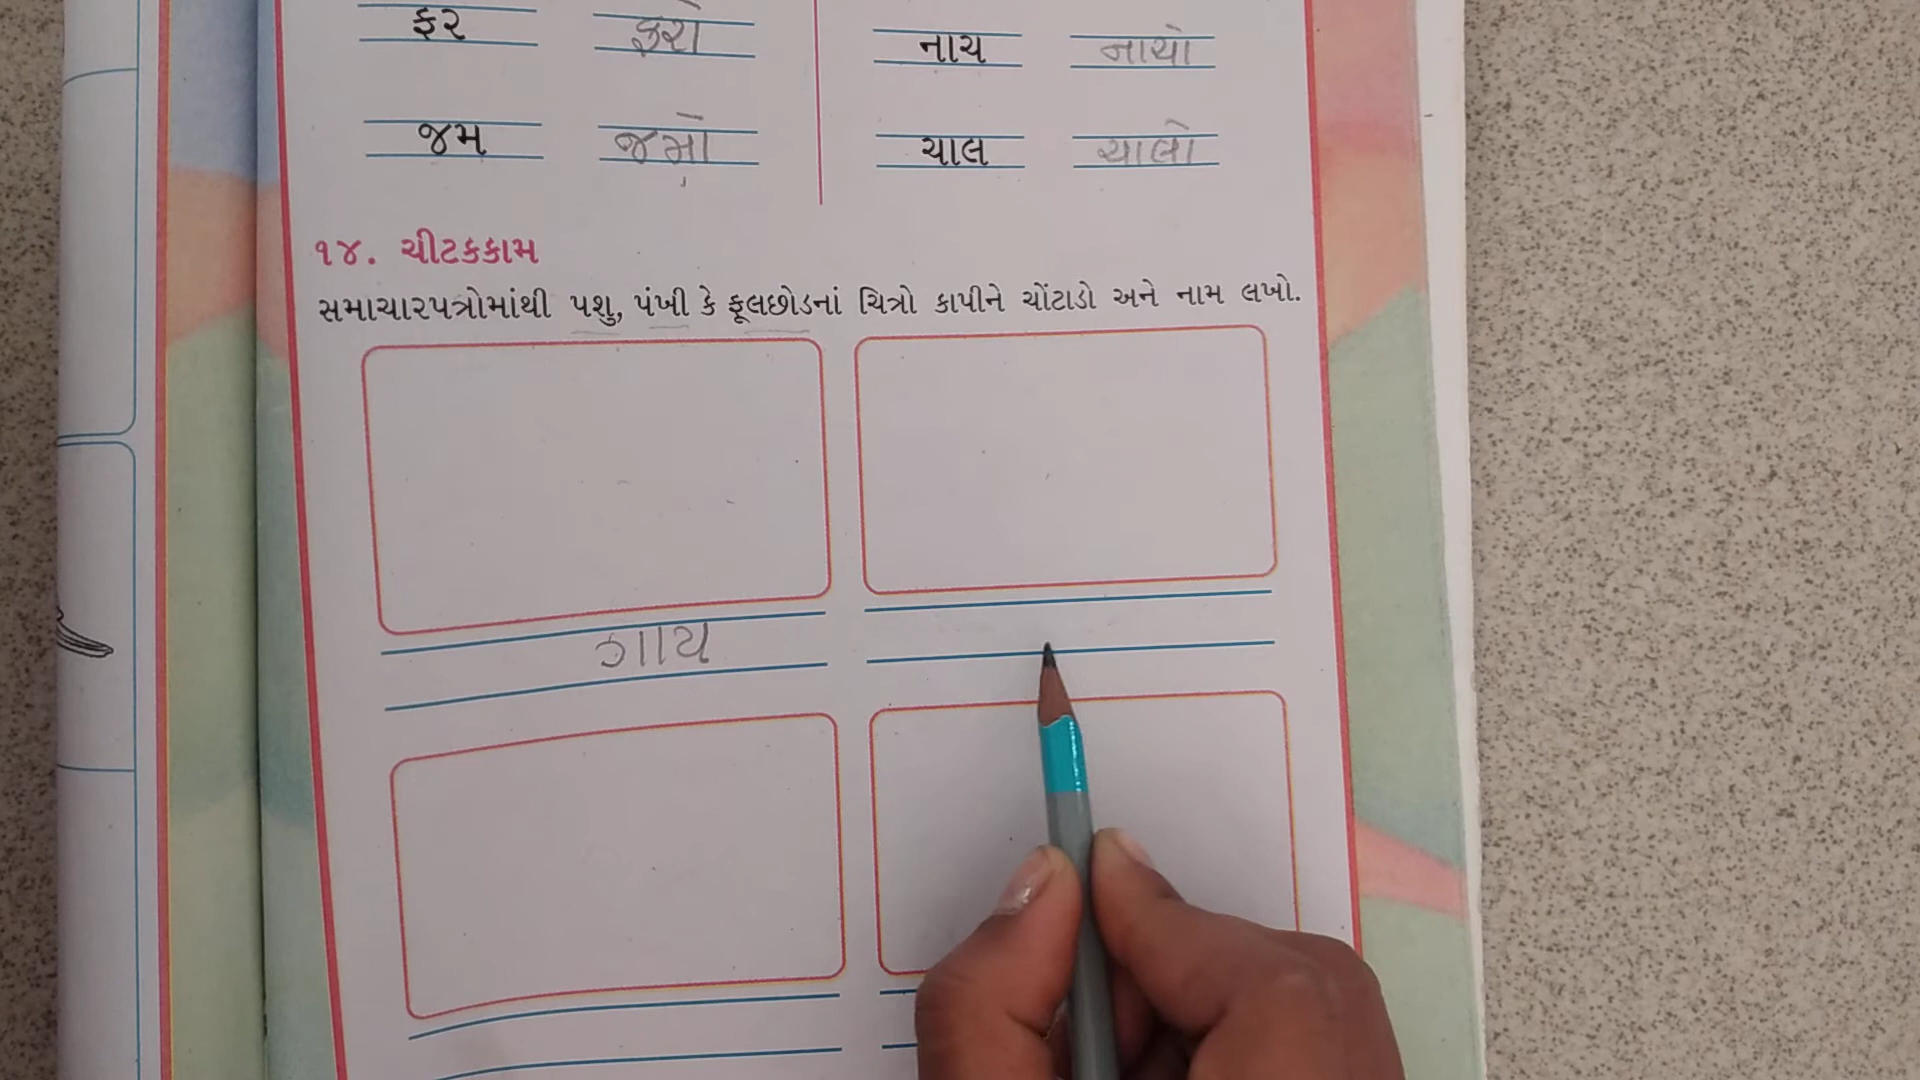 ફર ફરો નાચ નાચો
જમ જમો ચાલ ચાલો
૧૪. ચીટકકામ
સમાચારપત્રોમાંથી પશુ, પંખી કે ફૂલછોડનાં ચિત્રો કાપીને ચોંટાડો અને નામ લખો.
ગાય